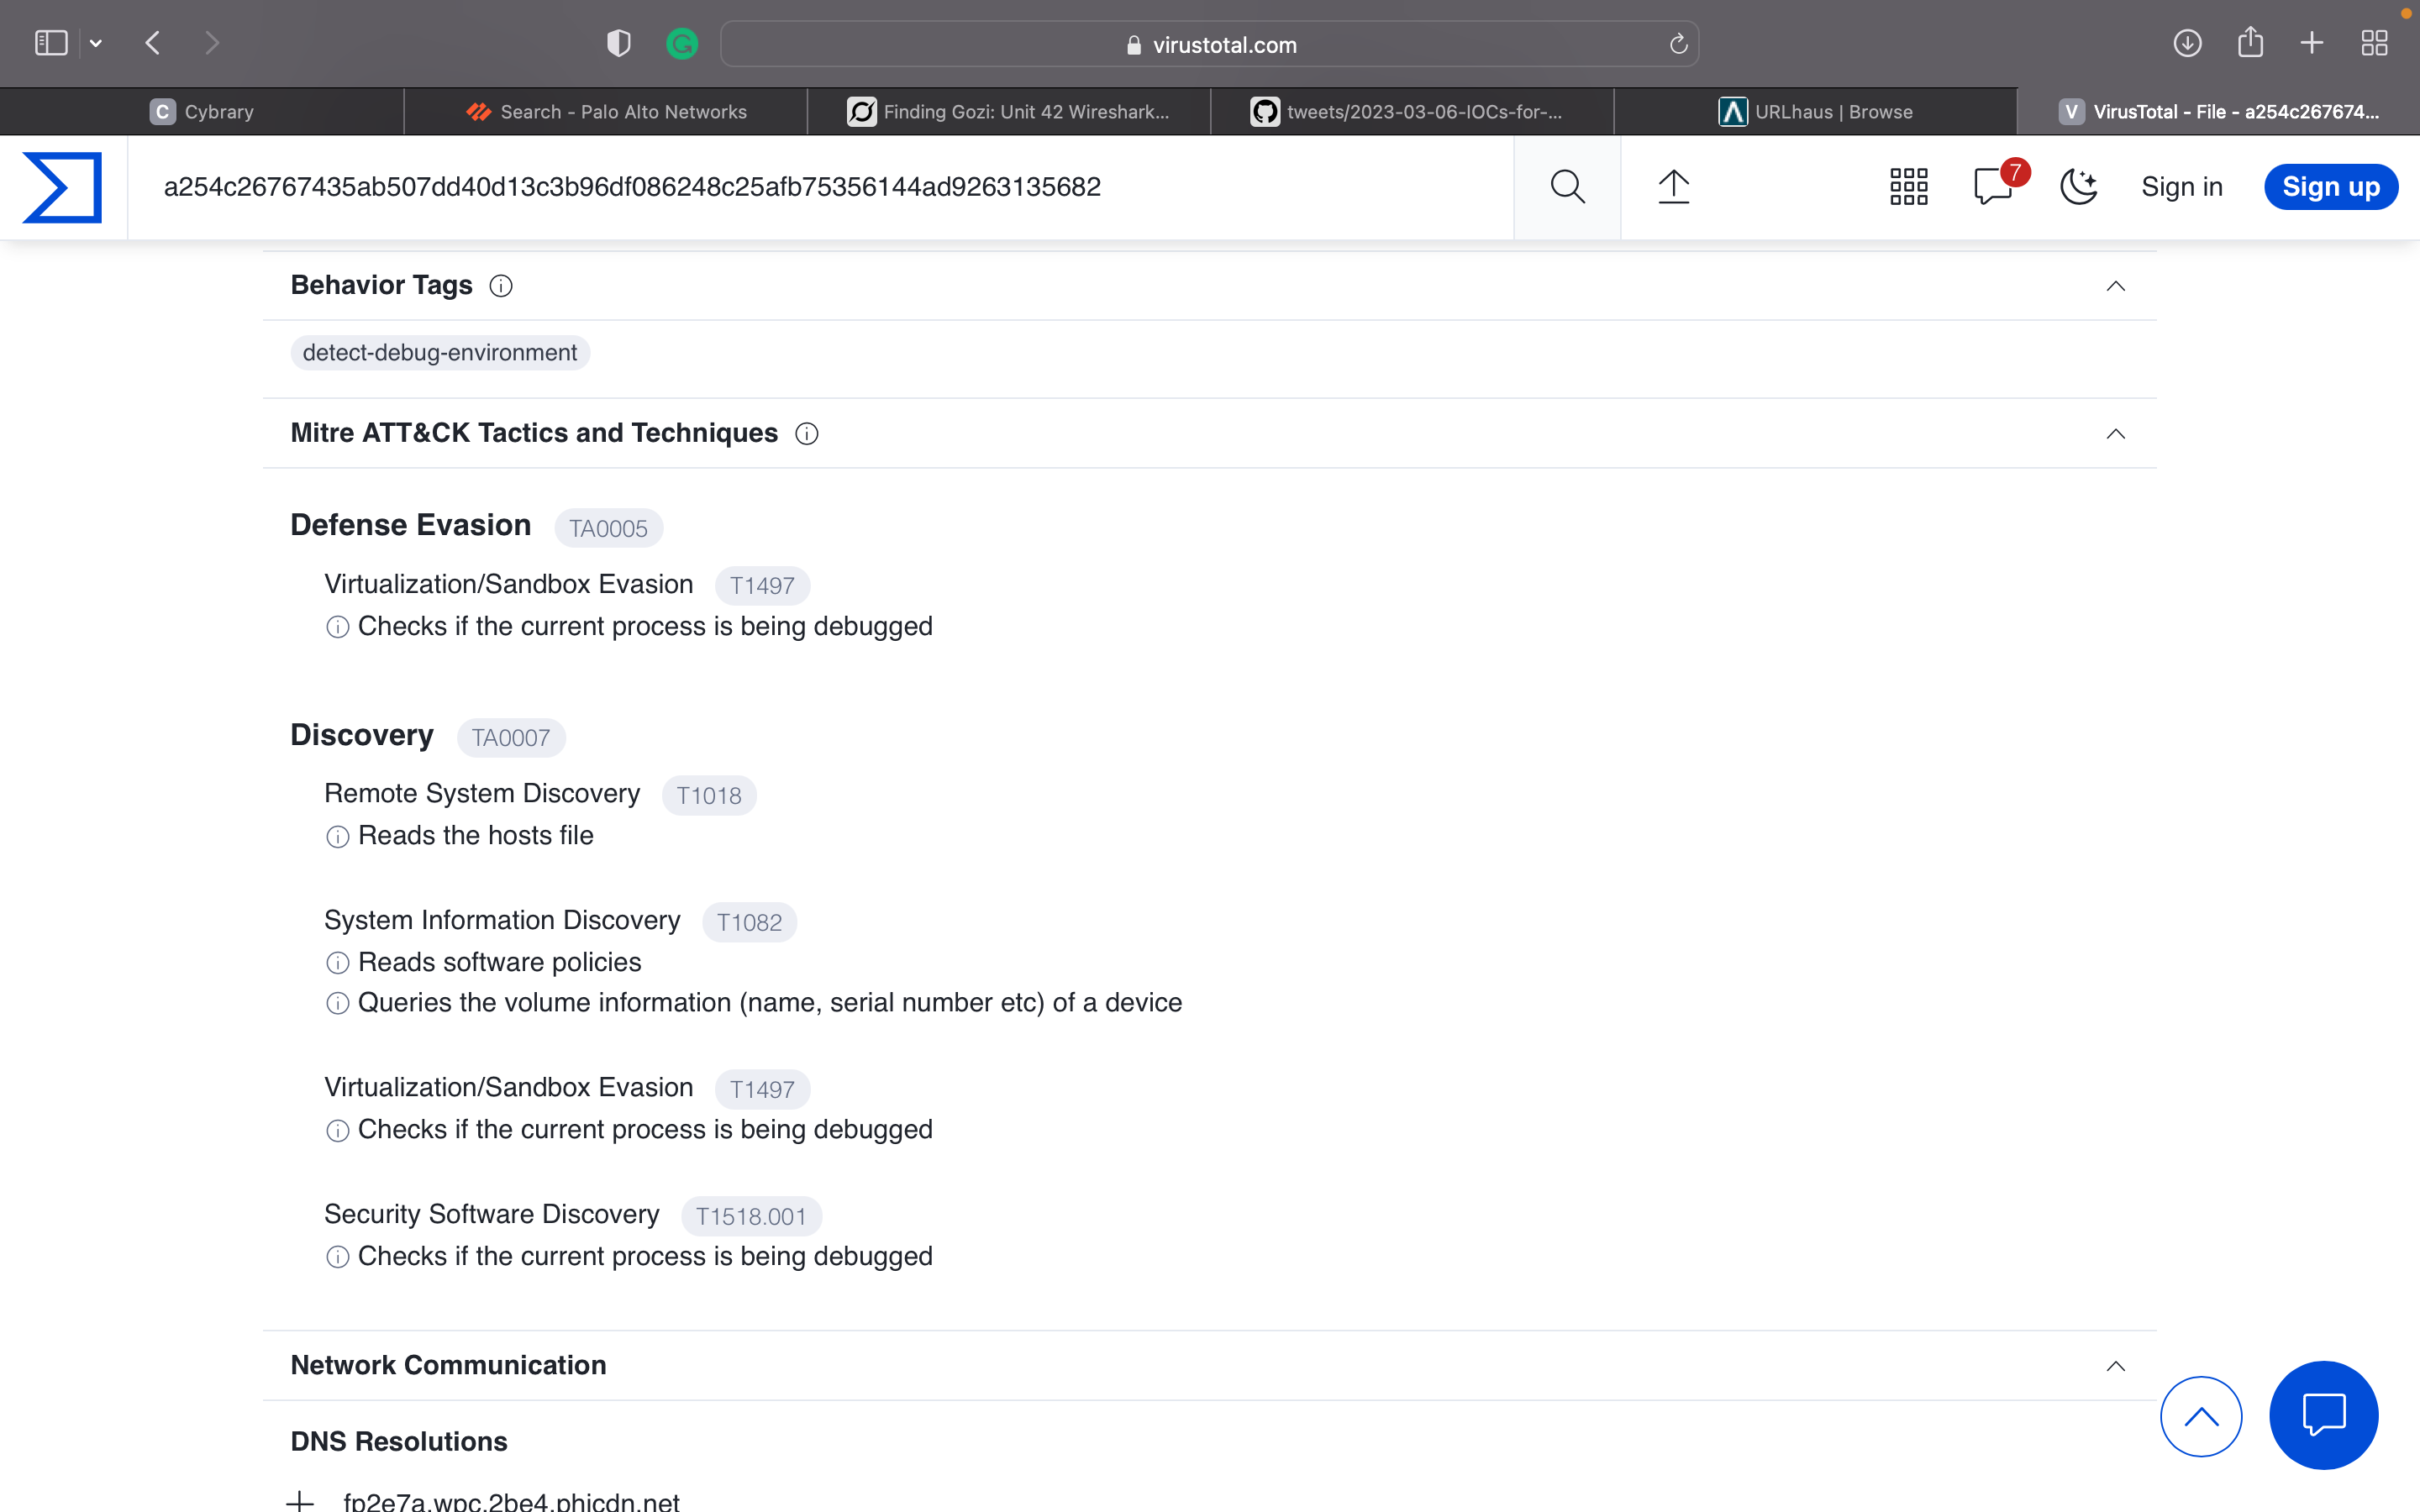 virustotal.com
C Cybrary
Search - Palo Alto Networks
Finding Gozi: Unit 42 Wireshark...
tweets/2023-03-06-IOCs-for-...
URLhaus | Browse
V VirusTotal - File - a254c267674...
a254c26767435ab507dd40d13c3b96df086248c25afb75356144ad9263135682
7
Sign in
Sign up
Behavior Tags
detect-debug-environment
Mitre ATT&CK Tactics and Techniques
Defense Evasion TA0005
Virtualization/Sandbox Evasion T1497
Checks if the current process is being debugged
Discovery TA0007
Remote System Discovery T1018
Reads the hosts file
System Information Discovery T1082
Reads software policies
Queries the volume information (name, serial number etc) of a device
Virtualization/Sandbox Evasion T1497
Checks if the current process is being debugged
Security Software Discovery T1518.001
Checks if the current process is being debugged
Network Communication
DNS Resolutions
fp2e7a.wpc.2be4.phicdn.net